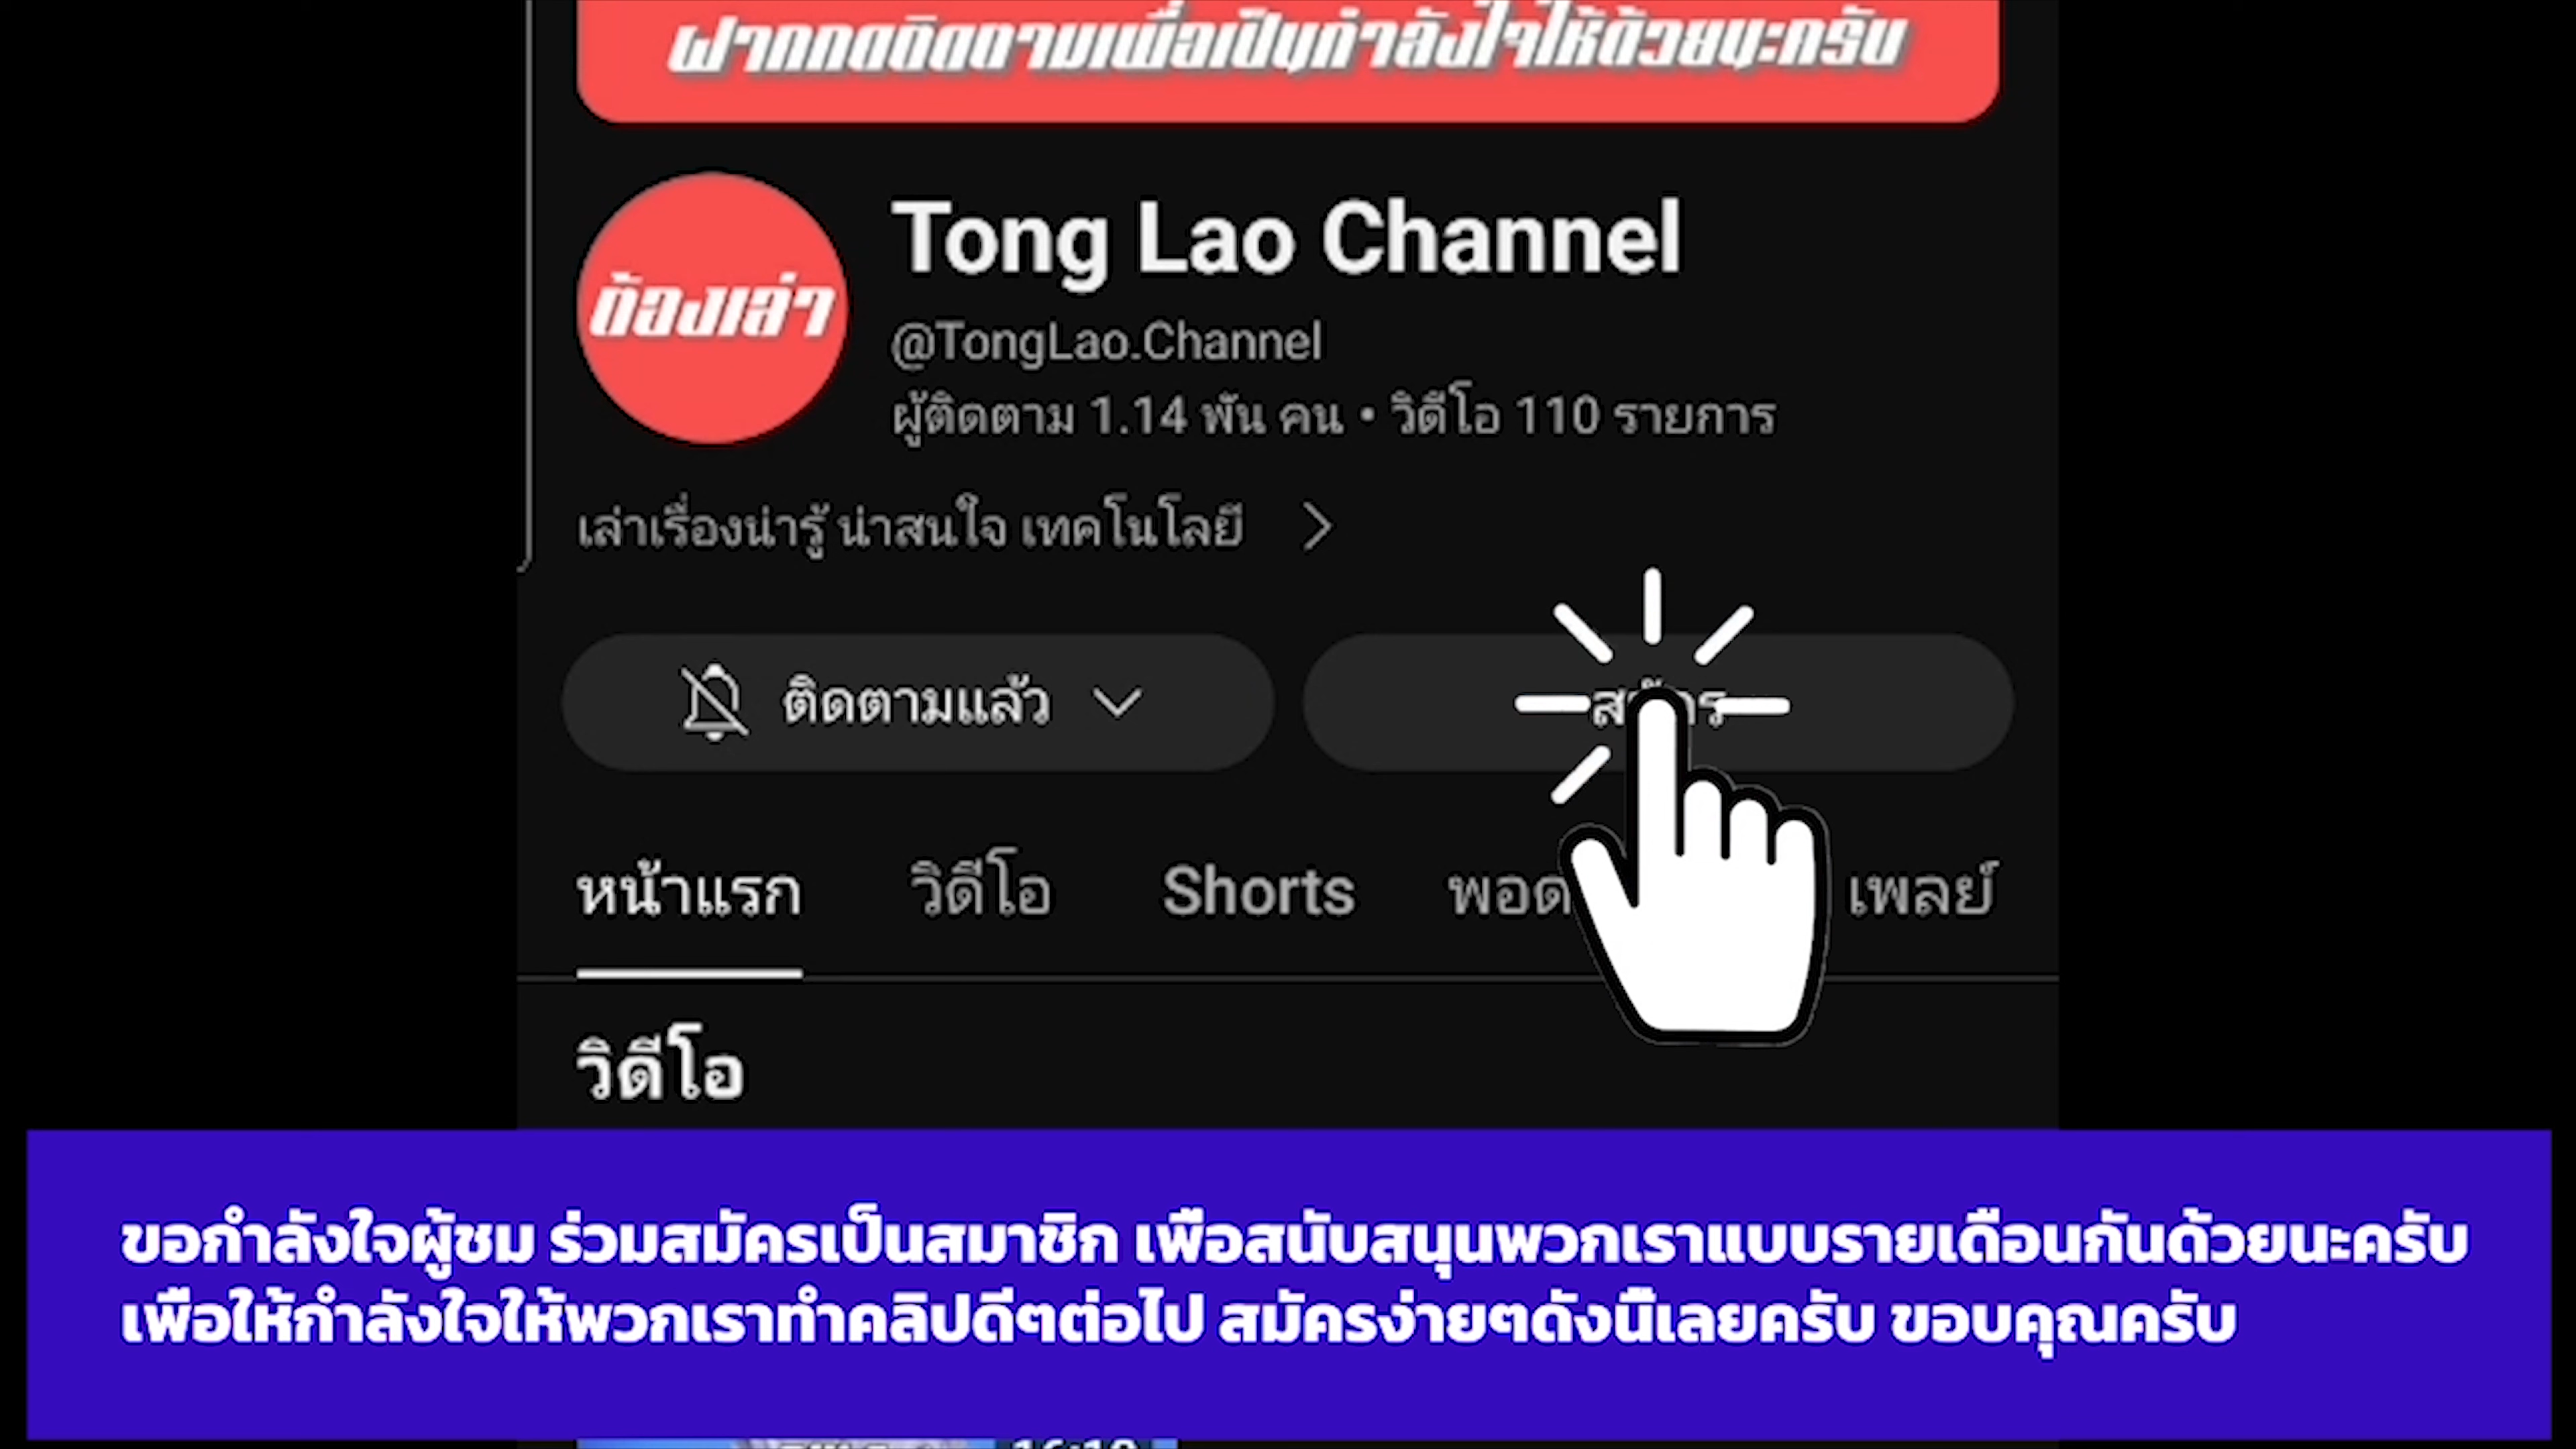 ฝากกดติดตามเพื่อเป็นกำลังใจให้ด้วยนะครับ
ต้องเล่า
Tong Lao Channel
@TongLao.Channel
ผู้ติดตาม 1.14 พัน คน • วิดีโอ 110 รายการ
เล่าเรื่องน่ารู้ น่าสนใจ เทคโนโลยี
ติดตามแล้ว
หน้าแรก วิดีโอ Shorts เพลย์
วิดีโอ
ขอกำลังใจผู้ชม ร่วมสมัครเป็นสมาชิก เพื่อสนับสนุนพวกเราแบบรายเดือนกันด้วยนะครับ
เพื่อให้กำลังใจให้พวกเราทำคลิปดีๆต่อไป สมัครง่ายๆดังนี้เลยครับ ขอบคุณครับ